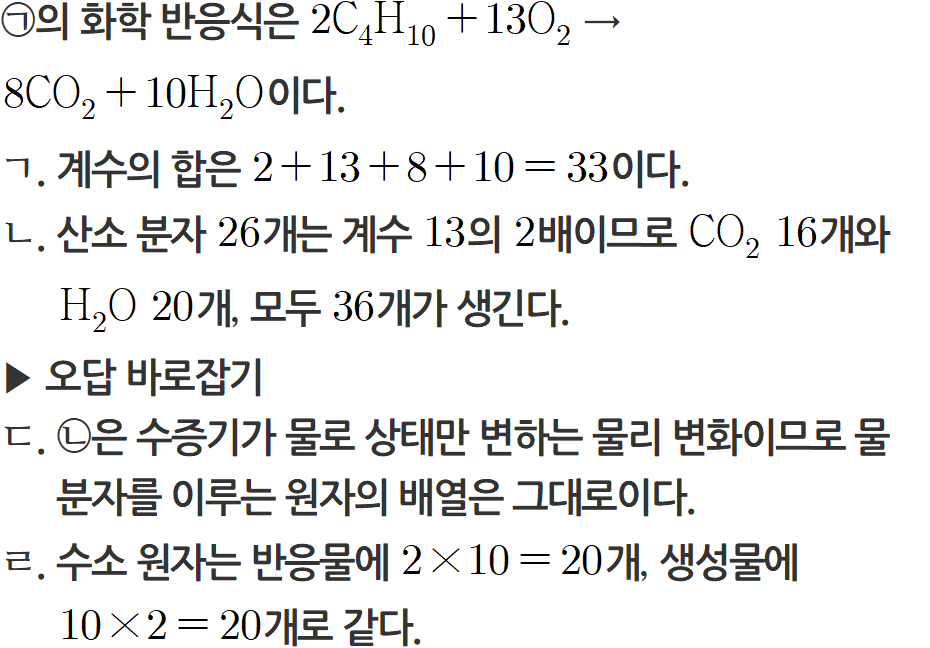 ㉠의 화학 반응식은 2C₄H₁₀ + 13O₂ →
8CO₂ + 10H₂O이다.
ㄱ. 계수의 합은 2 + 13 + 8 + 10 = 33이다.
ㄴ. 산소 분자 26개는 계수 13의 2배이므로 CO₂ 16개와
H₂O 20개, 모두 36개가 생긴다.
▶ 오답 바로잡기
ㄷ. ㉡은 수증기가 물로 상태만 변하는 물리 변화이므로 물
분자를 이루는 원자의 배열은 그대로이다.
ㄹ. 수소 원자는 반응물에 2 × 10 = 20개, 생성물에
10 × 2 = 20개로 같다.